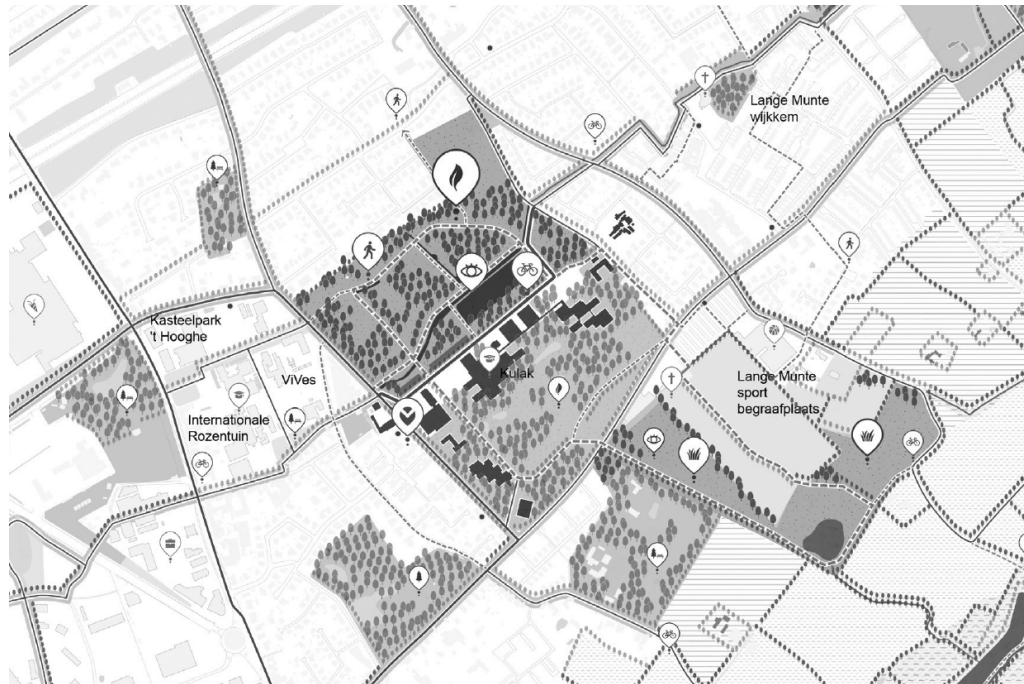 Lange Munte
wijkkem
Kasteelpark
't Hooghe
ViVes
Kulak
Lange Munte
sport
begraafplaats
Internationale
Rozentuin